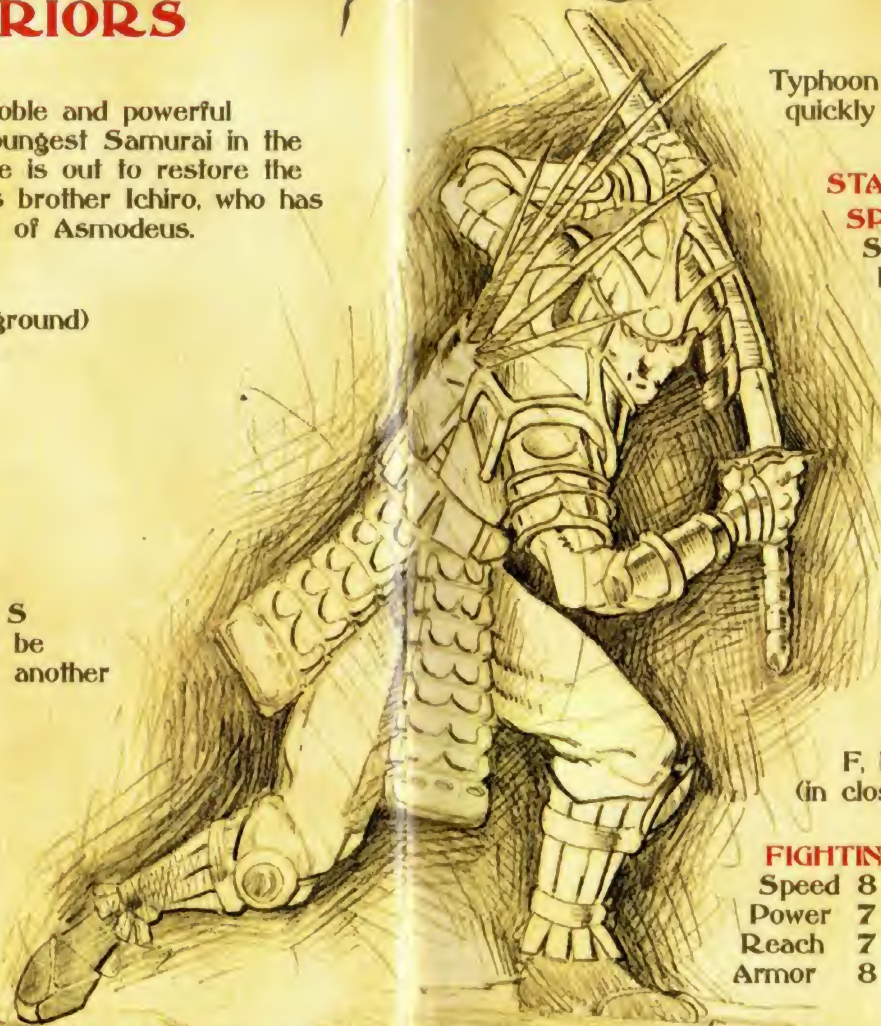 RIORS
oble and powerful
oungest Samurai in the
e is out to restore the
s brother Ichiro, who has
of Asmodeus.
ground)
S
be
another
Typhoon
quickly
STA
SP
S
F,
(in clos
FIGHTIN
Speed 8
Power 7
Reach 7
Armor 8